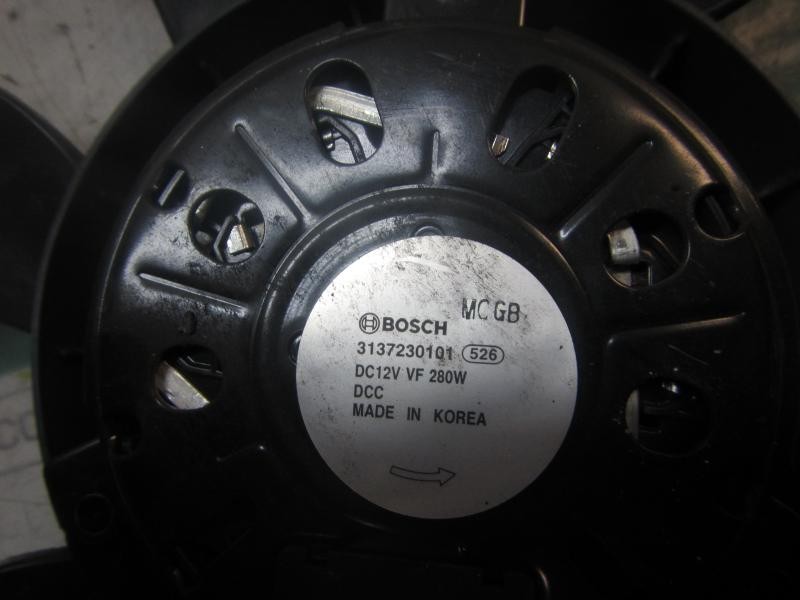 MC GB
BOSCH
3137230101 526
DC12V VF 280W
DCC
MADE IN KOREA